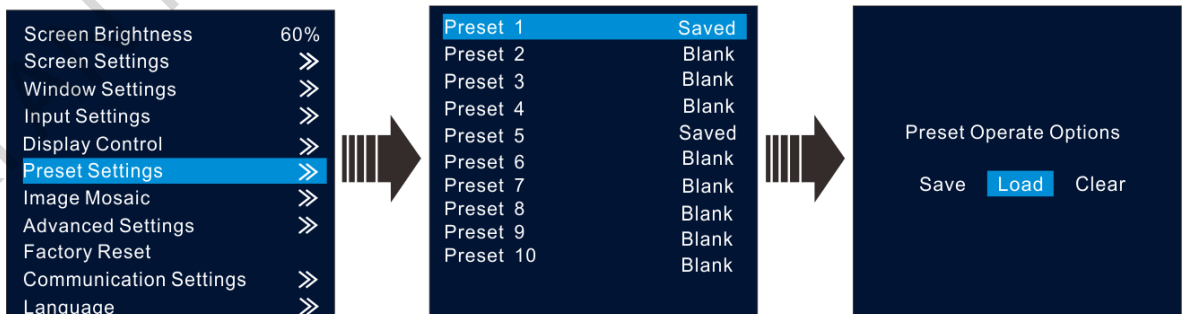 Screen Brightness 60%
Screen Settings
Window Settings
Input Settings
Display Control
Preset Settings
Image Mosaic
Advanced Settings
Factory Reset
Communication Settings
Language
Preset 1 Saved
Preset 2 Blank
Preset 3 Blank
Preset 4 Blank
Preset 5 Saved
Preset 6 Blank
Preset 7 Blank
Preset 8 Blank
Preset 9 Blank
Preset 10 Blank
Preset Operate Options
Save Load Clear